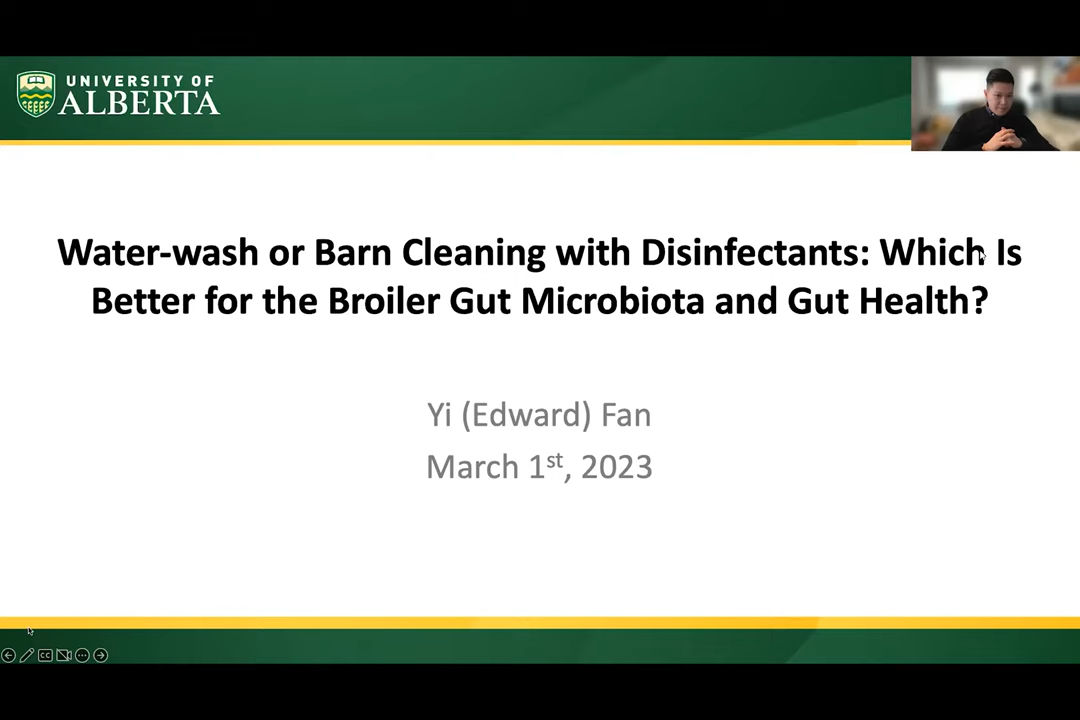 UNIVERSITY OF
ALBERTA
Water-wash or Barn Cleaning with Disinfectants: Which Is
Better for the Broiler Gut Microbiota and Gut Health?
Yi (Edward) Fan
March 1st, 2023
CC